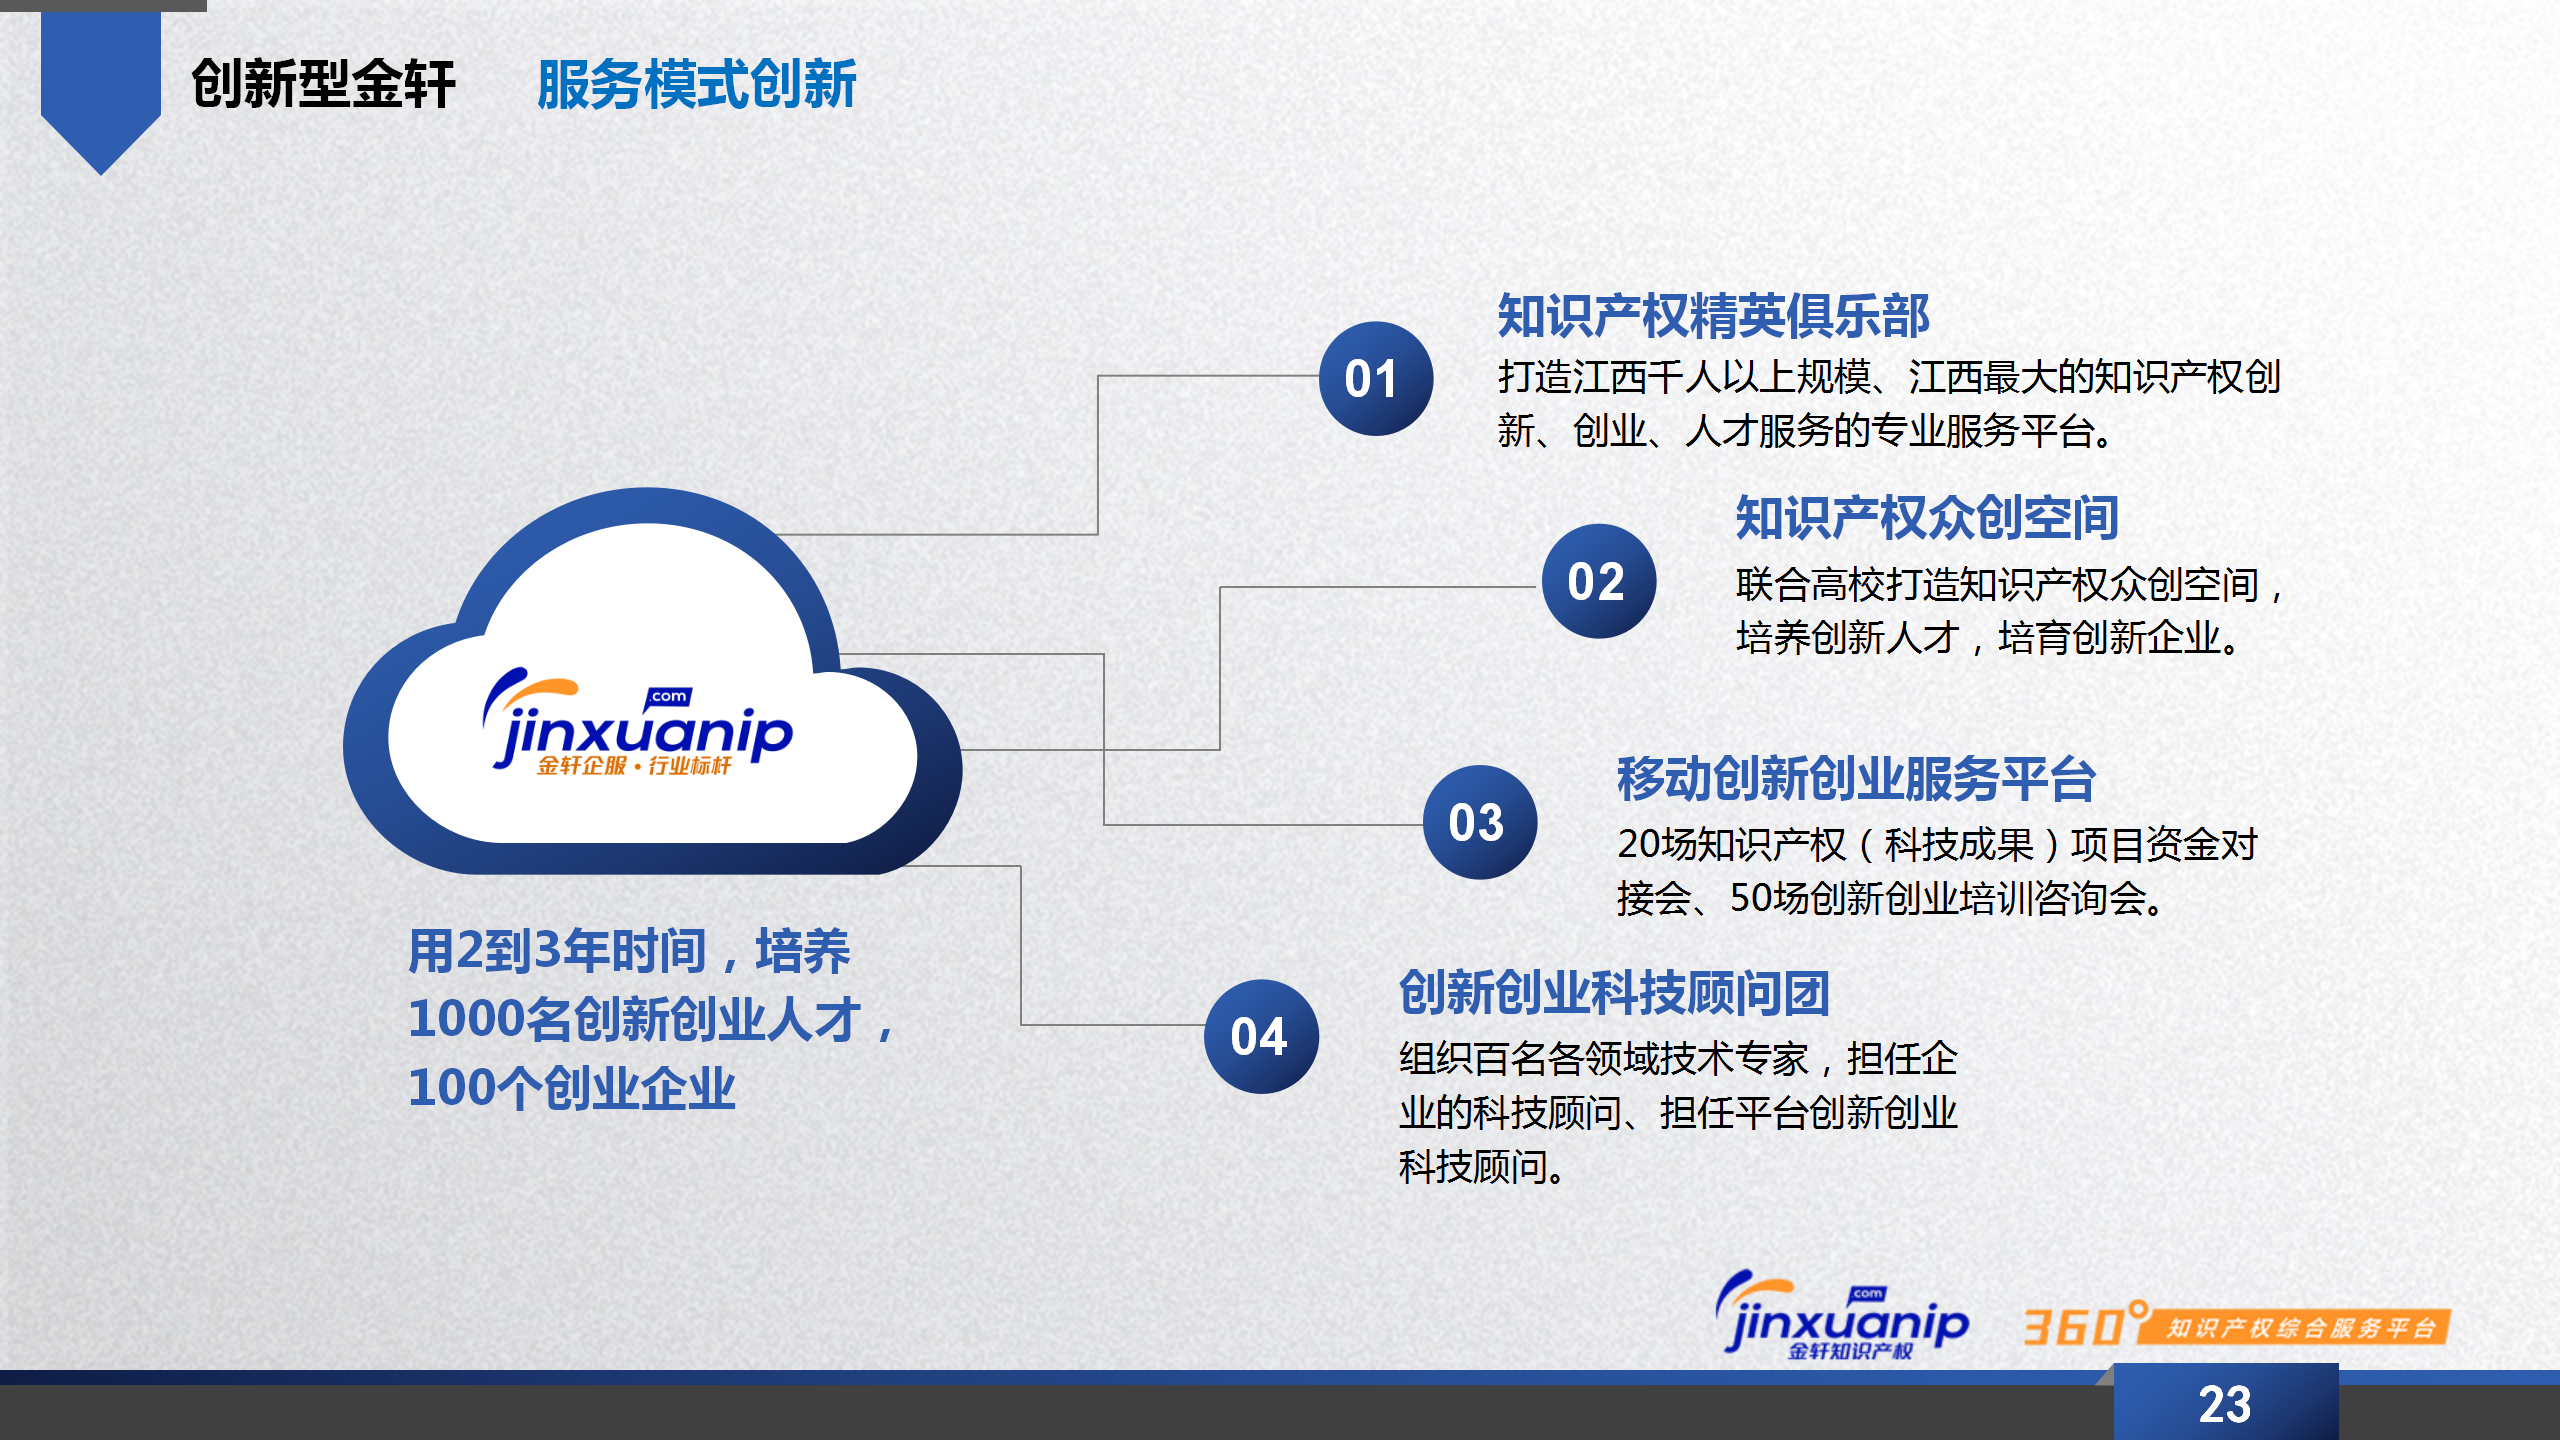 创新型金轩 服务模式创新
01
知识产权精英俱乐部
打造江西千人以上规模、江西最大的知识产权创
新、创业、人才服务的专业服务平台。
02
知识产权众创空间
联合高校打造知识产权众创空间，
培养创新人才，培育创新企业。
.com
jinxuanip
金轩企服·行业标杆
03
移动创新创业服务平台
20场知识产权（科技成果）项目资金对
接会、50场创新创业培训咨询会。
用2到3年时间，培养
1000名创新创业人才，
100个创业企业
04
创新创业科技顾问团
组织百名各领域技术专家，担任企
业的科技顾问、担任平台创新创业
科技顾问。
.com
jinxuanip
金轩知识产权
360° 知识产权综合服务平台
23